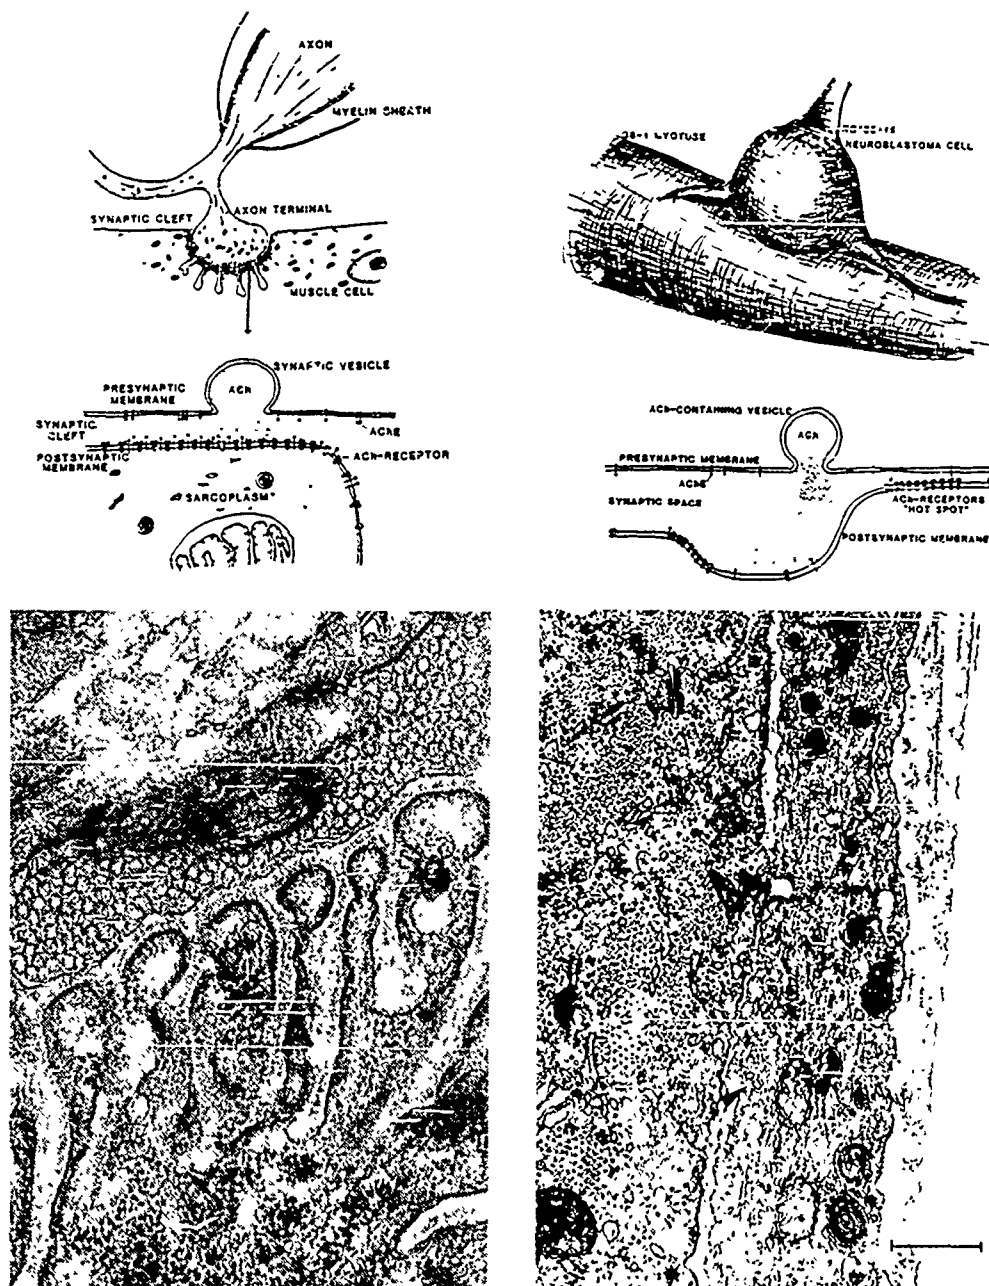 AXON
MYELIN SHEATH
SYNAPTIC CLEFT
AXON TERMINAL
MUSCLE CELL
SYNAPTIC VESICLE
PRESYNAPTIC
MEMBRANE
ACh
SYNAPTIC
CLEFT
AChE
POSTSYNAPTIC
MEMBRANE
ACh-RECEPTOR
SARCOPLASM
MYOTUBE
NEUROBLASTOMA CELL
ACh-CONTAINING VESICLE
ACh
PRESYNAPTIC MEMBRANE
AChE
SYNAPTIC SPACE
ACh-RECEPTORS
"HOT SPOT"
POSTSYNAPTIC MEMBRANE